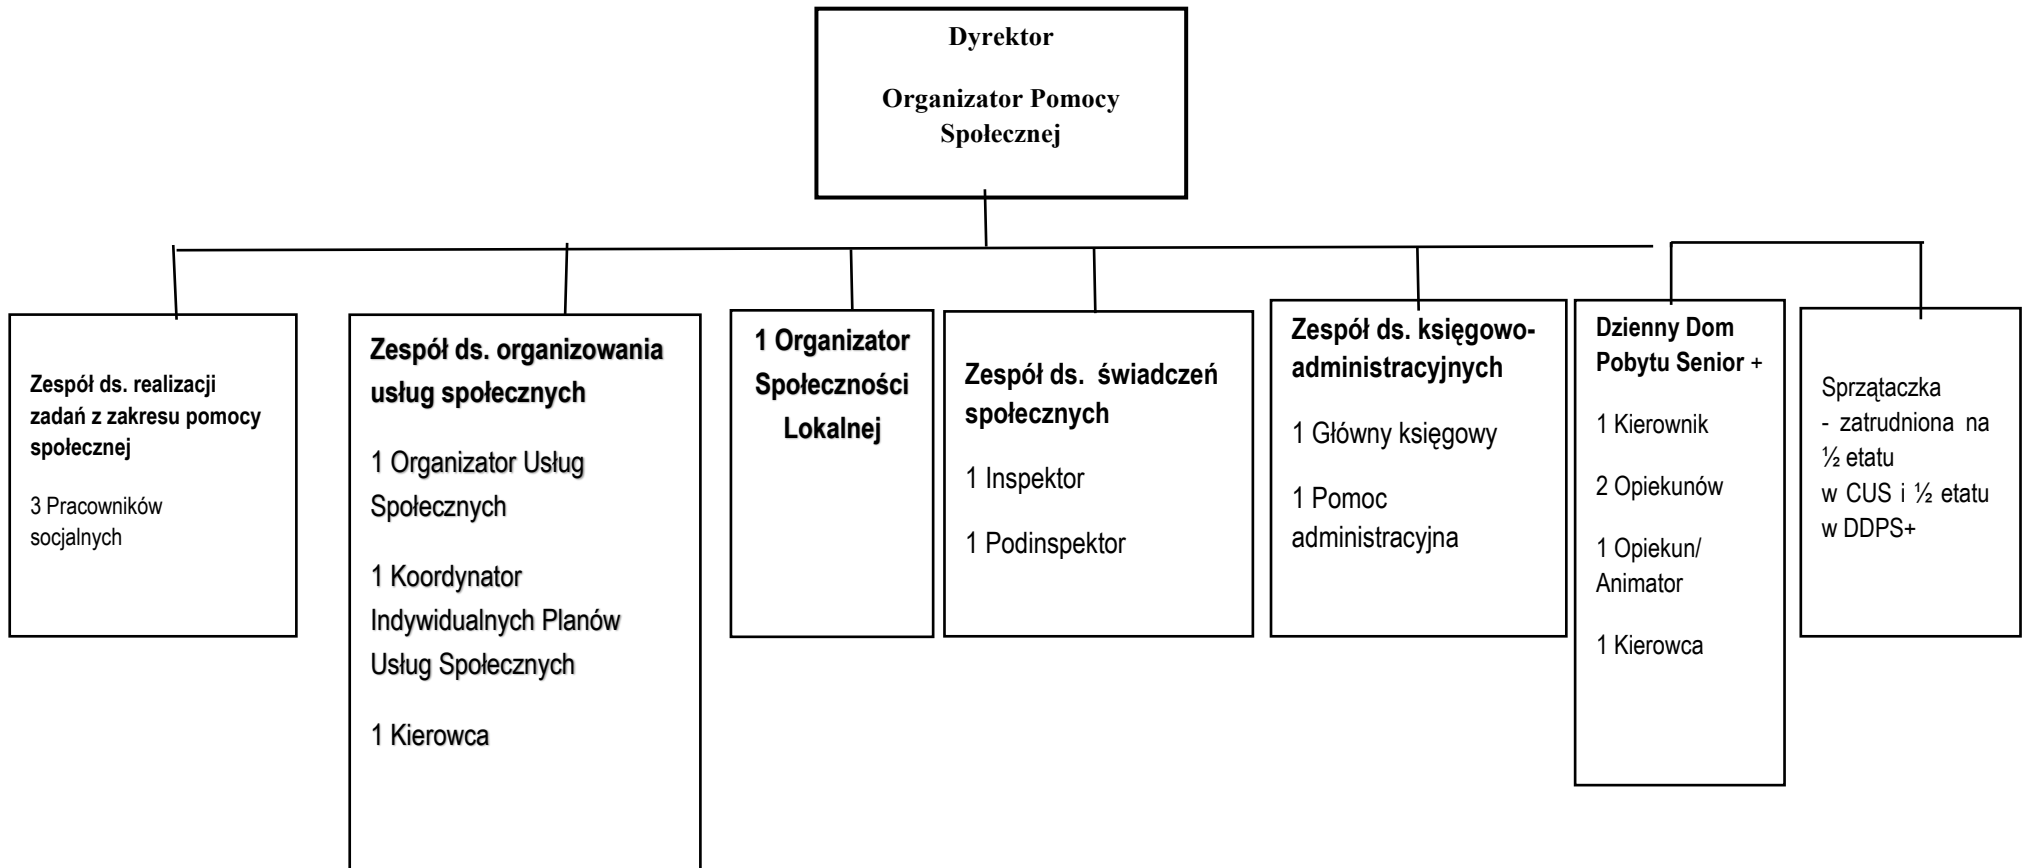 Dyrektor
Organizator Pomocy
Społecznej
Zespół ds. realizacji
zadań z zakresu pomocy
społecznej
3 Pracowników
socjalnych
Zespół ds. organizowania
usług społecznych
1 Organizator Usług
Społecznych
1 Koordynator
Indywidualnych Planów
Usług Społecznych
1 Kierowca
1 Organizator
Społeczności
Lokalnej
Zespół ds. świadczeń
społecznych
1 Inspektor
1 Podinspektor
Zespół ds. księgowo-
administracyjnych
1 Główny księgowy
1 Pomoc
administracyjna
Dzienny Dom
Pobytu Senior +
1 Kierownik
2 Opiekunów
1 Opiekun/
Animator
1 Kierowca
Sprzątaczka
- zatrudniona na
½ etatu
w CUS i ½ etatu
w DDPS+